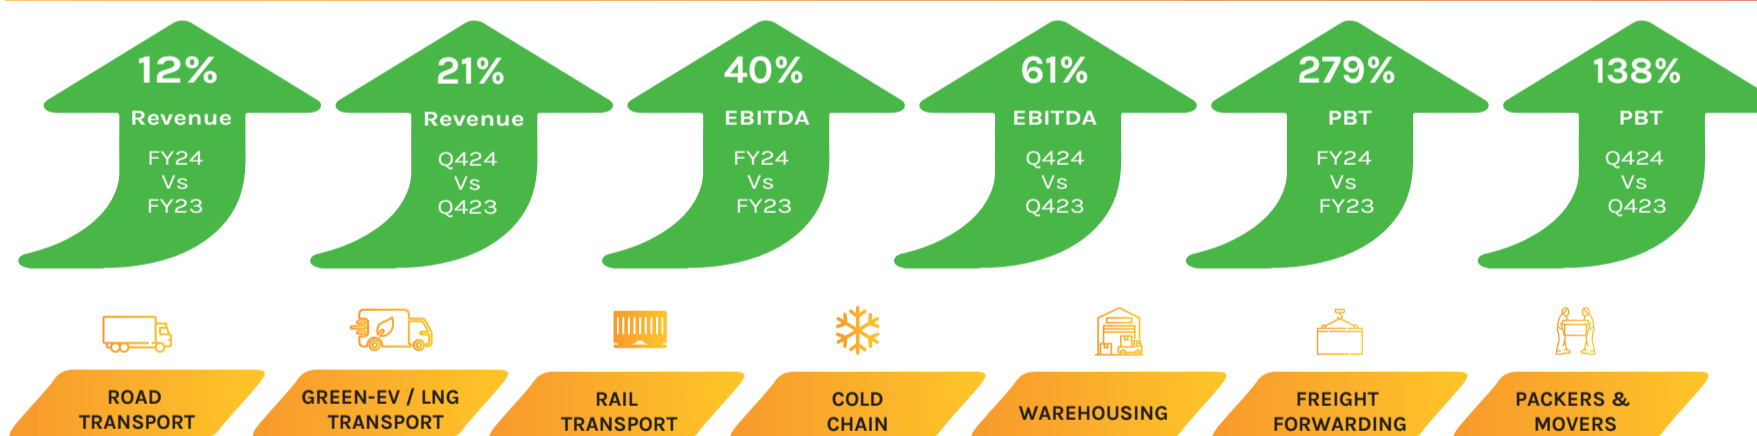 12%
Revenue
FY24
Vs
FY23
21%
Revenue
Q424
Vs
Q423
40%
EBITDA
FY24
Vs
FY23
61%
EBITDA
Q424
Vs
Q423
279%
PBT
FY24
Vs
FY23
138%
PBT
Q424
Vs
Q423
ROAD
TRANSPORT
GREEN-EV / LNG
TRANSPORT
RAIL
TRANSPORT
COLD
CHAIN
WAREHOUSING
FREIGHT
FORWARDING
PACKERS &
MOVERS